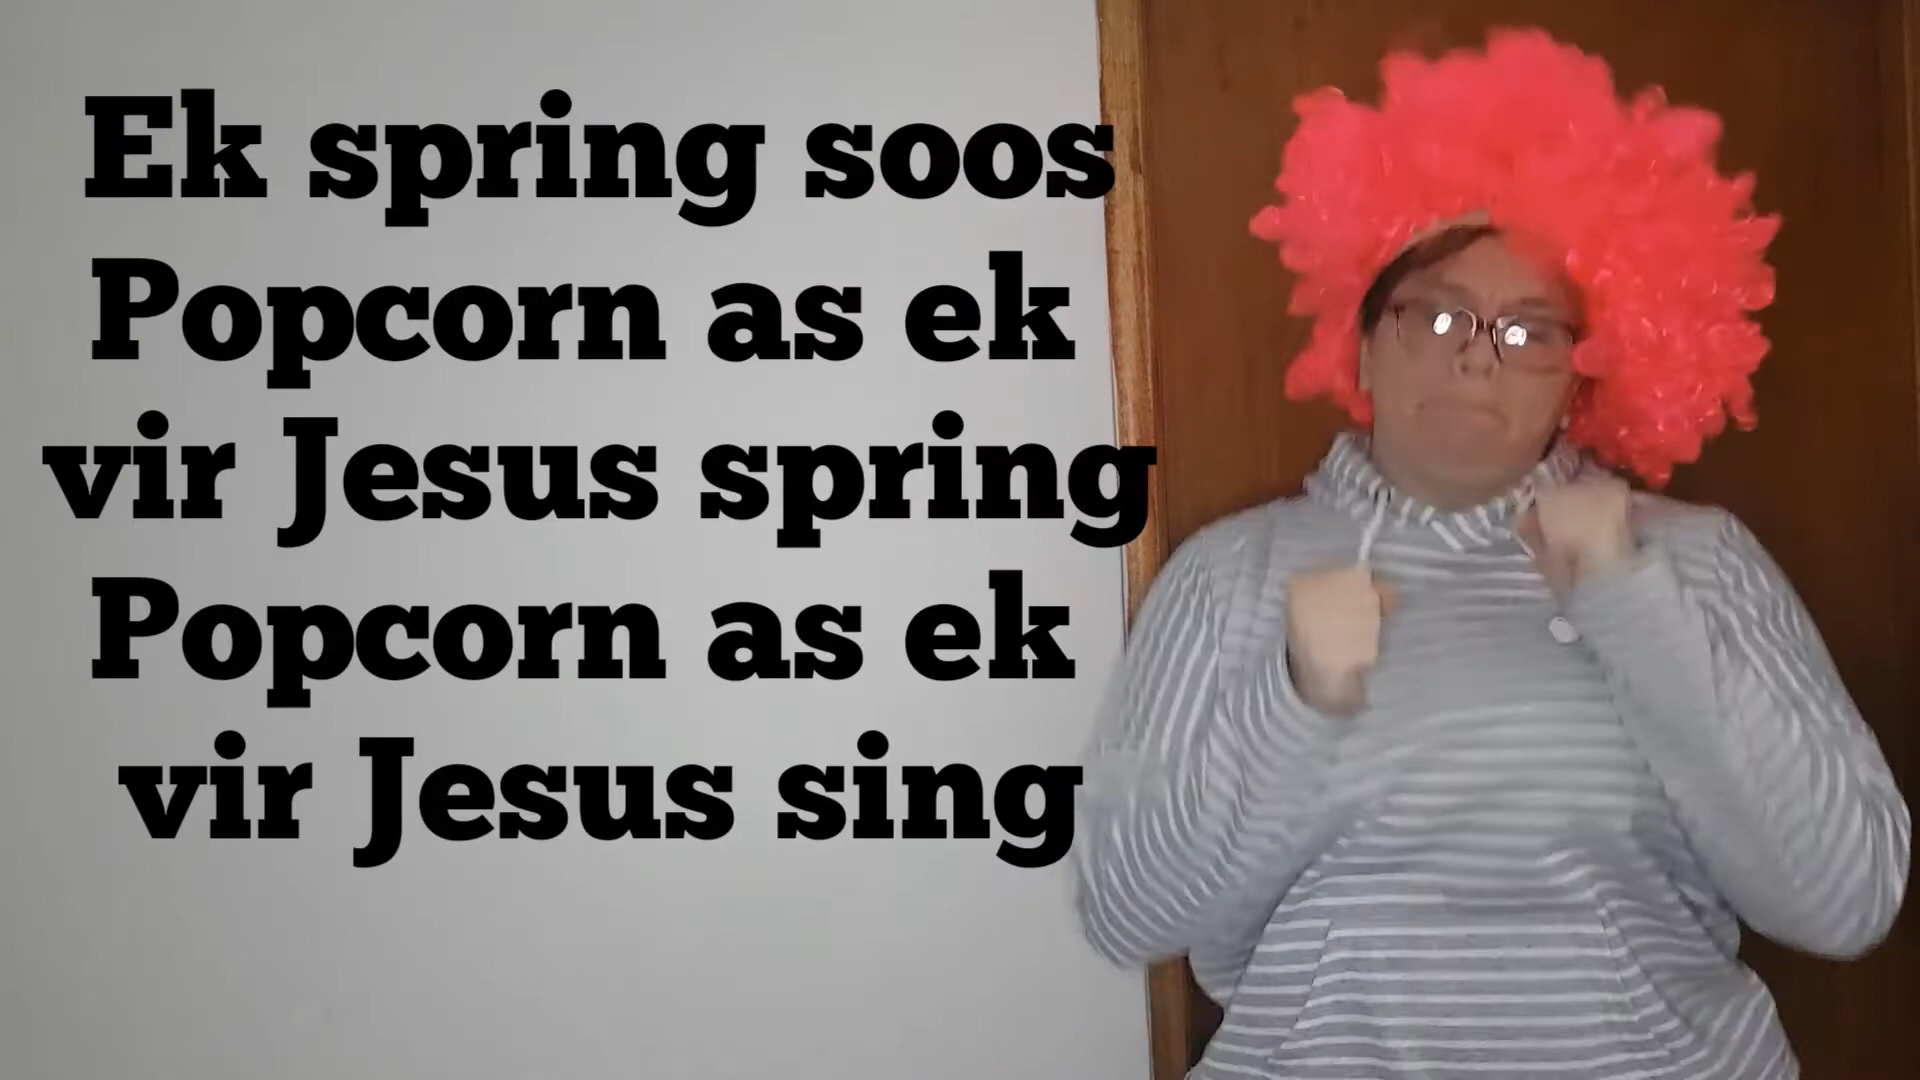 Ek spring soos
Popcorn as ek
vir Jesus spring
Popcorn as ek
vir Jesus sing